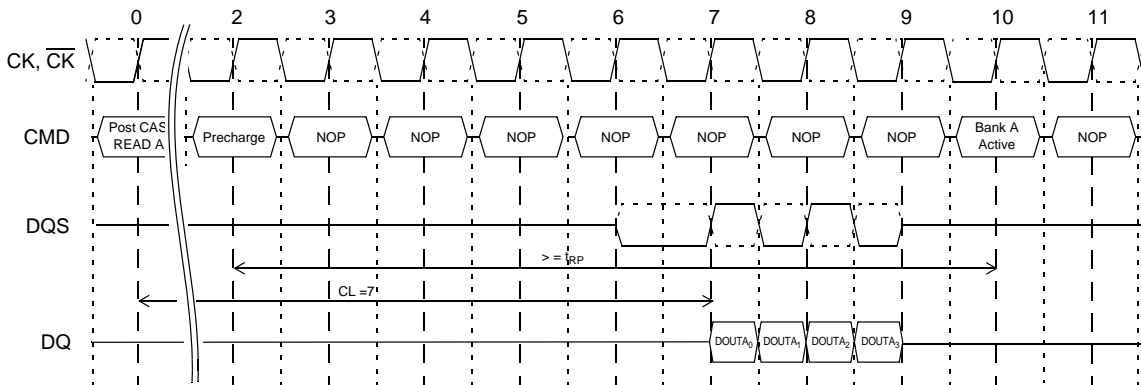 0 2 3 4 5 6 7 8 9 10 11
CK, CK
CMD
Post CAS
READ A
Precharge
NOP
NOP
NOP
NOP
NOP
NOP
NOP
Bank A
Active
NOP
DQS
> = tRP
CL =7
DQ
DOUTA0
DOUTA1
DOUTA2
DOUTA3